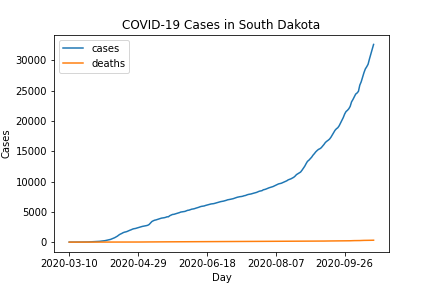 COVID-19 Cases in South Dakota
cases
deaths
30000
25000
20000
15000
10000
5000
0
Cases
2020-03-10 2020-04-29 2020-06-18 2020-08-07 2020-09-26
Day